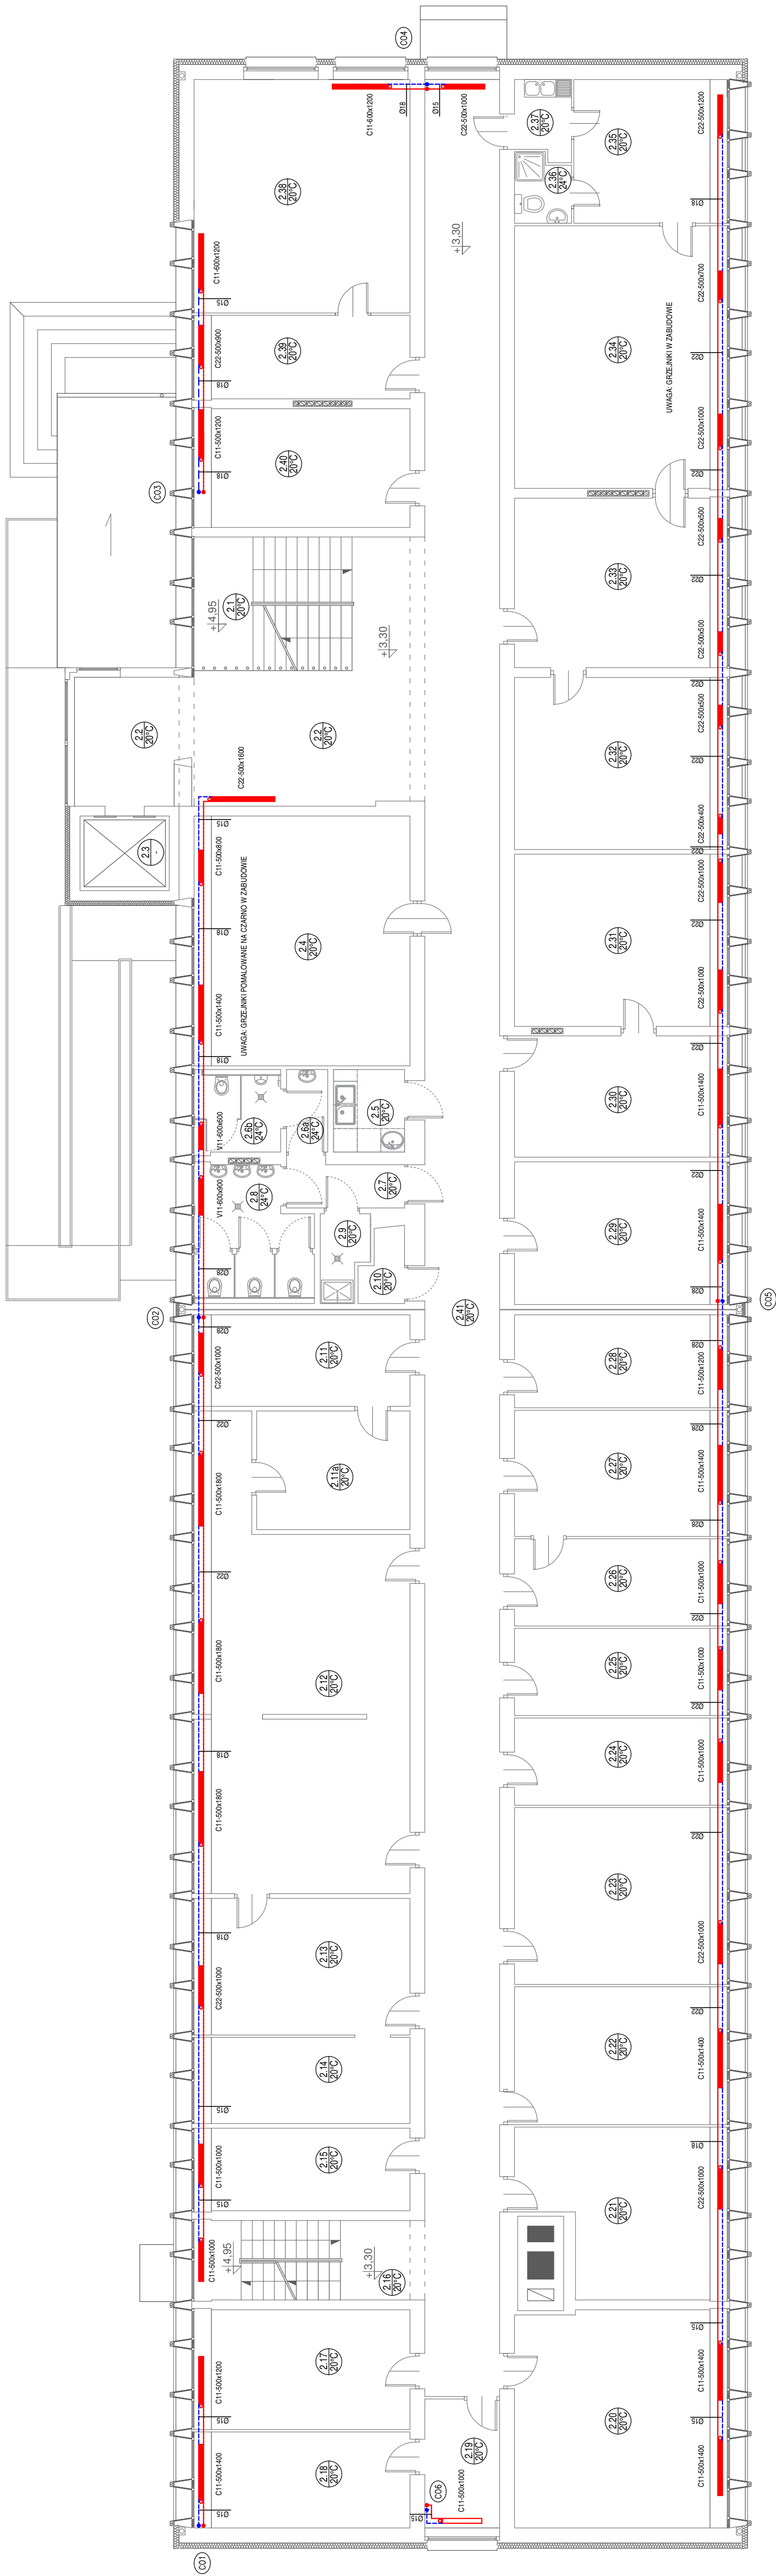 C04
C11-600x1200
Ø18
Ø15
C22-500x1000
2.37
20°C
2.36
24°C
2.35
20°C
C22-500x1200
Ø18
2.38
20°C
+3,30
C11-600x1200
Ø15
C22-500x900
Ø18
2.39
20°C
2.34
20°C
UWAGA: GRZEJNIKI W ZABUDOWIE
C22-500x700
Ø22
C11-500x1200
Ø18
2.40
20°C
C03
C22-500x1000
Ø22
2.33
20°C
C22-500x500
Ø22
+4,95
2.1
20°C
+3,30
C22-500x500
Ø22
2.2
20°C
2.2
20°C
C22-500x1600
2.32
20°C
C22-500x500
Ø22
C22-500x400
Ø22
2.3
-
Ø15
C11-500x800
Ø18
UWAGA: GRZEJNIKI POMALOWANE NA CZARNO W ZABUDOWIE
2.4
20°C
C11-500x1400
Ø18
2.31
20°C
C22-500x1000
Ø22
C22-500x1000
Ø22
V11-600x600
2.6b
24°C
2.6a
24°C
2.5
20°C
2.30
20°C
C11-500x1400
Ø22
V11-600x900
2.8
24°C
2.7
20°C
2.9
20°C
2.10
20°C
Ø28
2.29
20°C
C11-500x1400
Ø28
C02
2.41
20°C
C05
Ø28
C22-500x1000
Ø22
2.11
20°C
2.28
20°C
Ø28
C11-500x1200
Ø28
C11-500x1800
Ø22
2.11a
20°C
2.27
20°C
C11-500x1400
Ø28
2.26
20°C
C11-500x1000
Ø22
C11-500x1800
Ø18
2.12
20°C
2.25
20°C
C11-500x1000
Ø22
2.24
20°C
C11-500x1000
Ø22
C11-500x1800
Ø18
2.23
20°C
C22-500x1000
Ø22
2.13
20°C
C22-500x1000
Ø15
2.14
20°C
2.22
20°C
C11-500x1400
Ø18
2.15
20°C
C11-500x1000
Ø15
2.21
20°C
C22-500x1000
Ø15
C11-500x1000
+4,95
+3,30
2.16
20°C
2.17
20°C
C11-500x1200
Ø15
C11-500x1400
Ø15
2.20
20°C
C11-500x1400
2.18
20°C
C11-500x1400
Ø15
2.19
20°C
C06
C11-500x1000
Ø15
C01